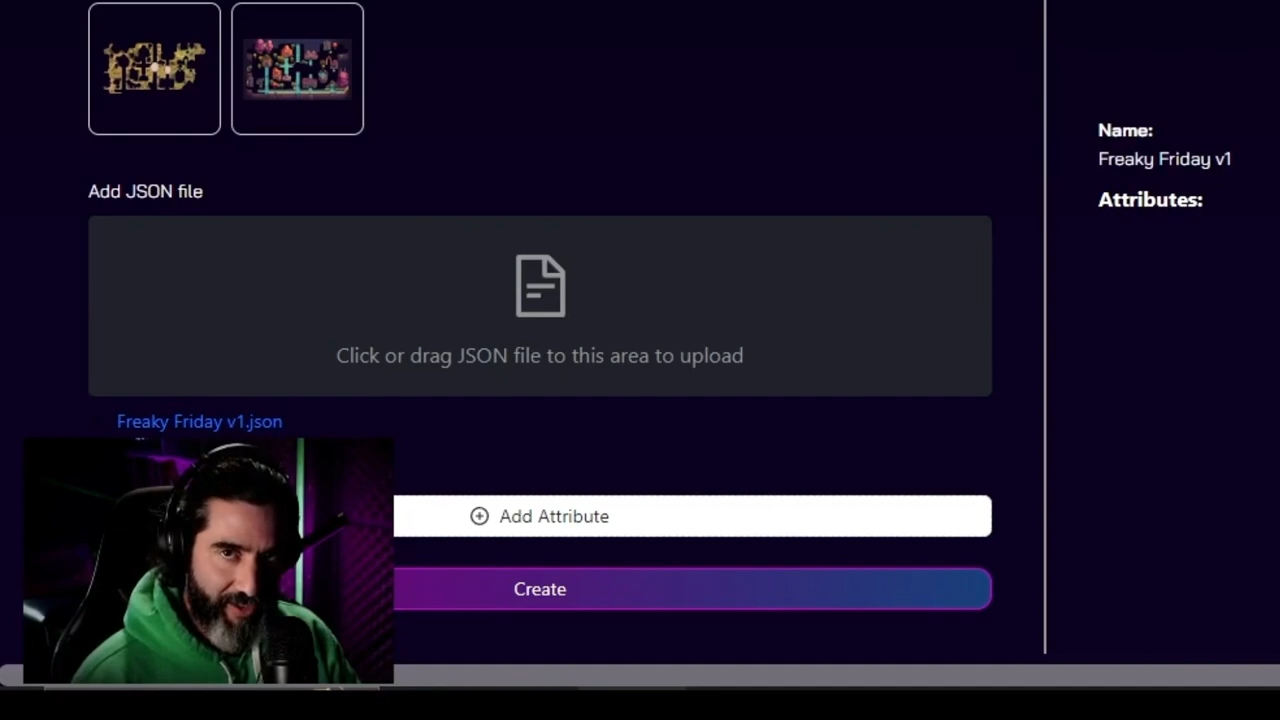 Add JSON file
Click or drag JSON file to this area to upload
Freaky Friday v1.json
Add Attribute
Create
Name:
Freaky Friday v1
Attributes: